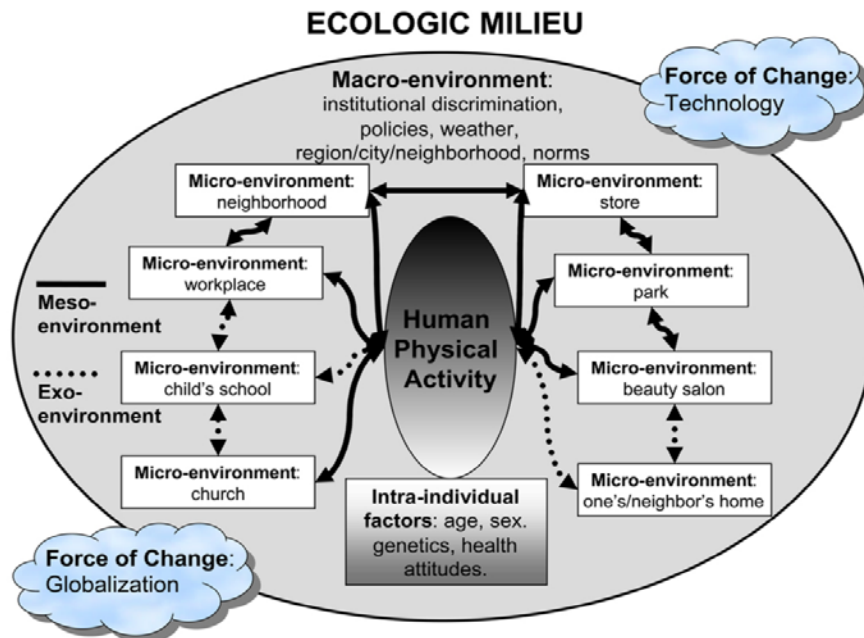 ECOLOGIC MILIEU
Force of Change:
Technology
Macro-environment:
institutional discrimination,
policies, weather,
region/city/neighborhood, norms
Micro-environment:
neighborhood
Micro-environment:
store
Micro-environment:
workplace
Micro-environment:
park
Meso-
environment
Human
Physical
Activity
Micro-environment:
child's school
Micro-environment:
beauty salon
Exo-
environment
Micro-environment:
church
Micro-environment:
one's/neighbor's home
Intra-individual
factors: age, sex.
genetics, health
attitudes.
Force of Change:
Globalization